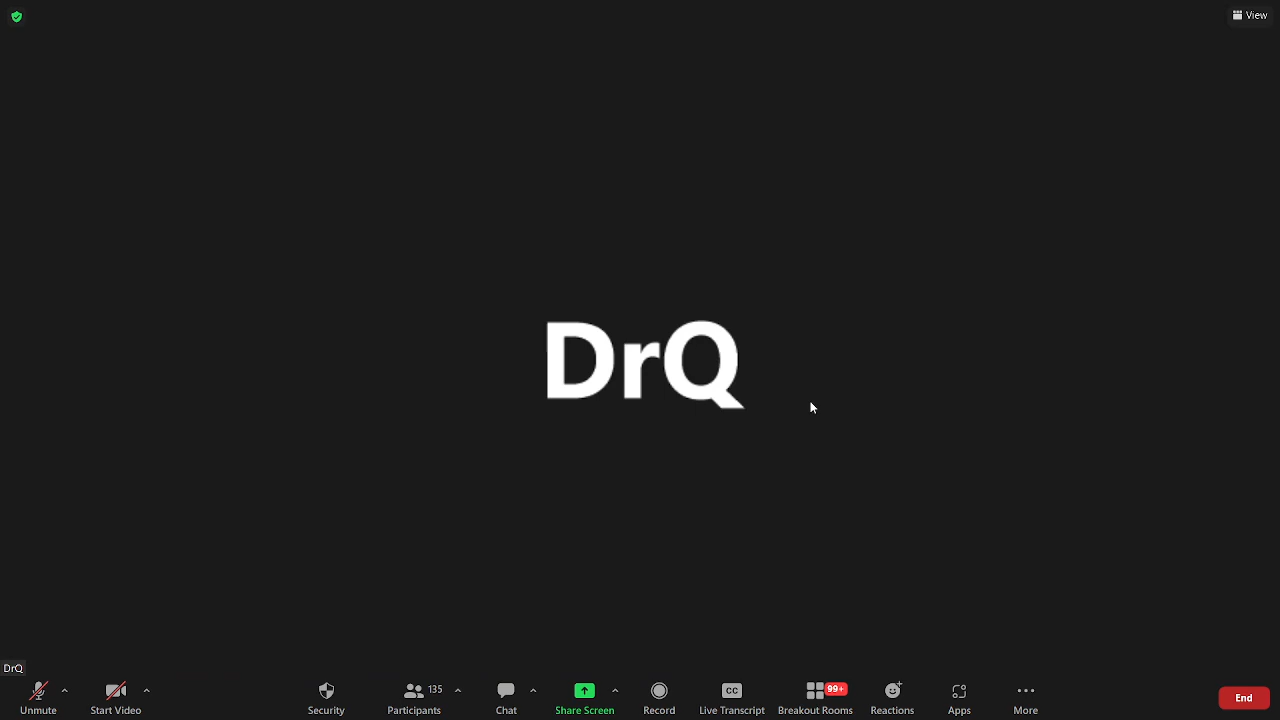 View
DrQ
DrQ
135
CC
99+
Unmute
Start Video
Security
Participants
Chat
Share Screen
Record
Live Transcript
Breakout Rooms
Reactions
Apps
More
End